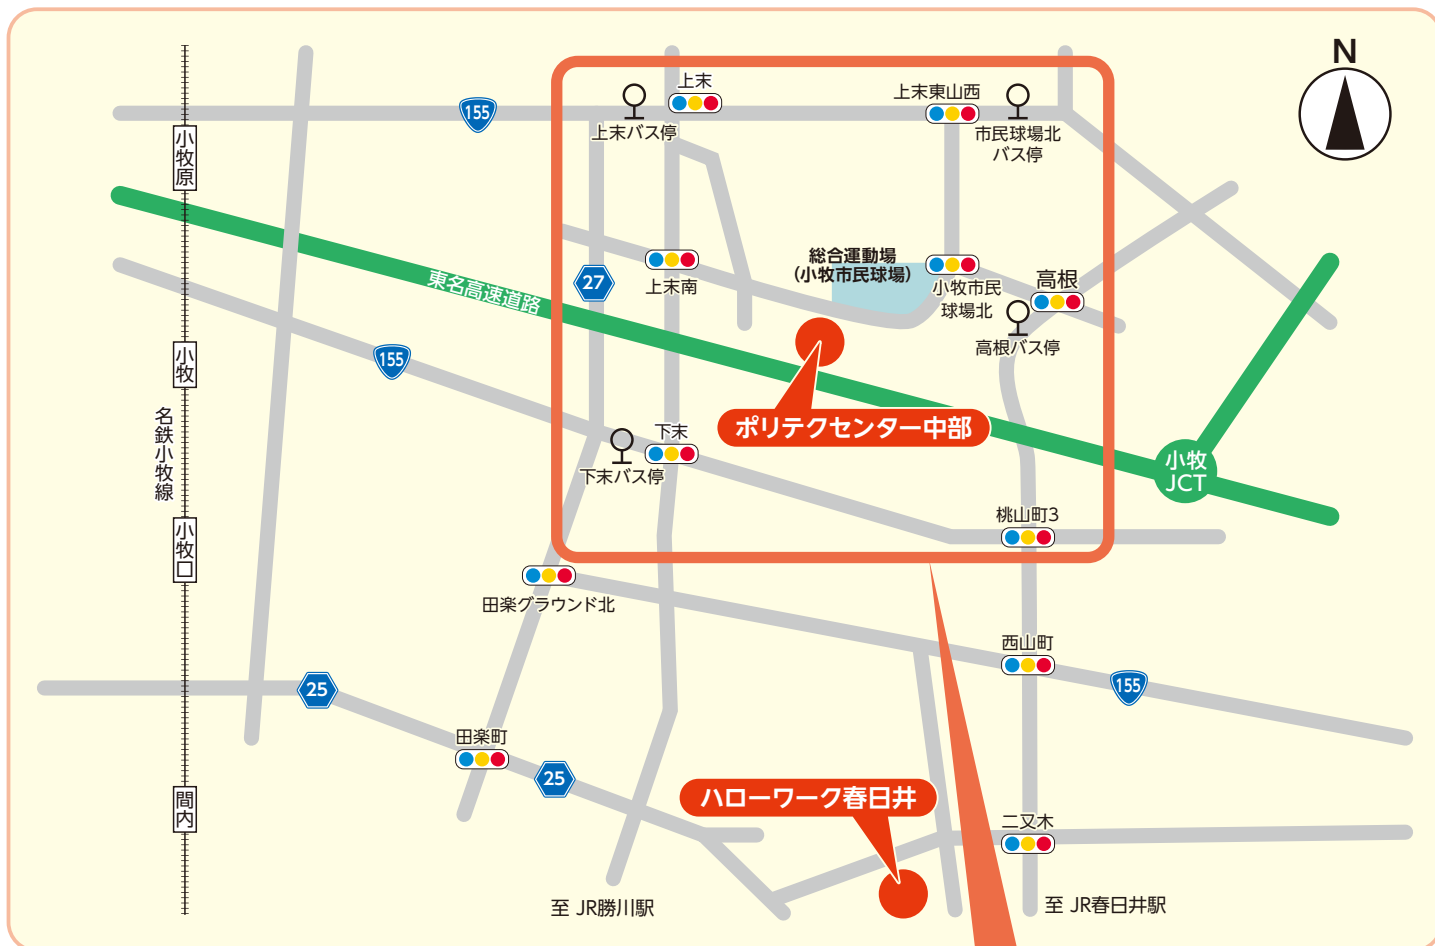 N
上末
155
上末バス停
上末東山西
市民球場北
バス停
小牧原
総合運動場
(小牧市民球場)
27
上末南
小牧市民
球場北
高根
高根バス停
東名高速道路
155
小牧
名鉄小牧線
ポリテクセンター中部
下末
下末バス停
小牧
JCT
小牧口
桃山町3
田楽グラウンド北
西山町
155
25
田楽町
25
間内
ハローワーク春日井
二又木
至 JR勝川駅
至 JR春日井駅